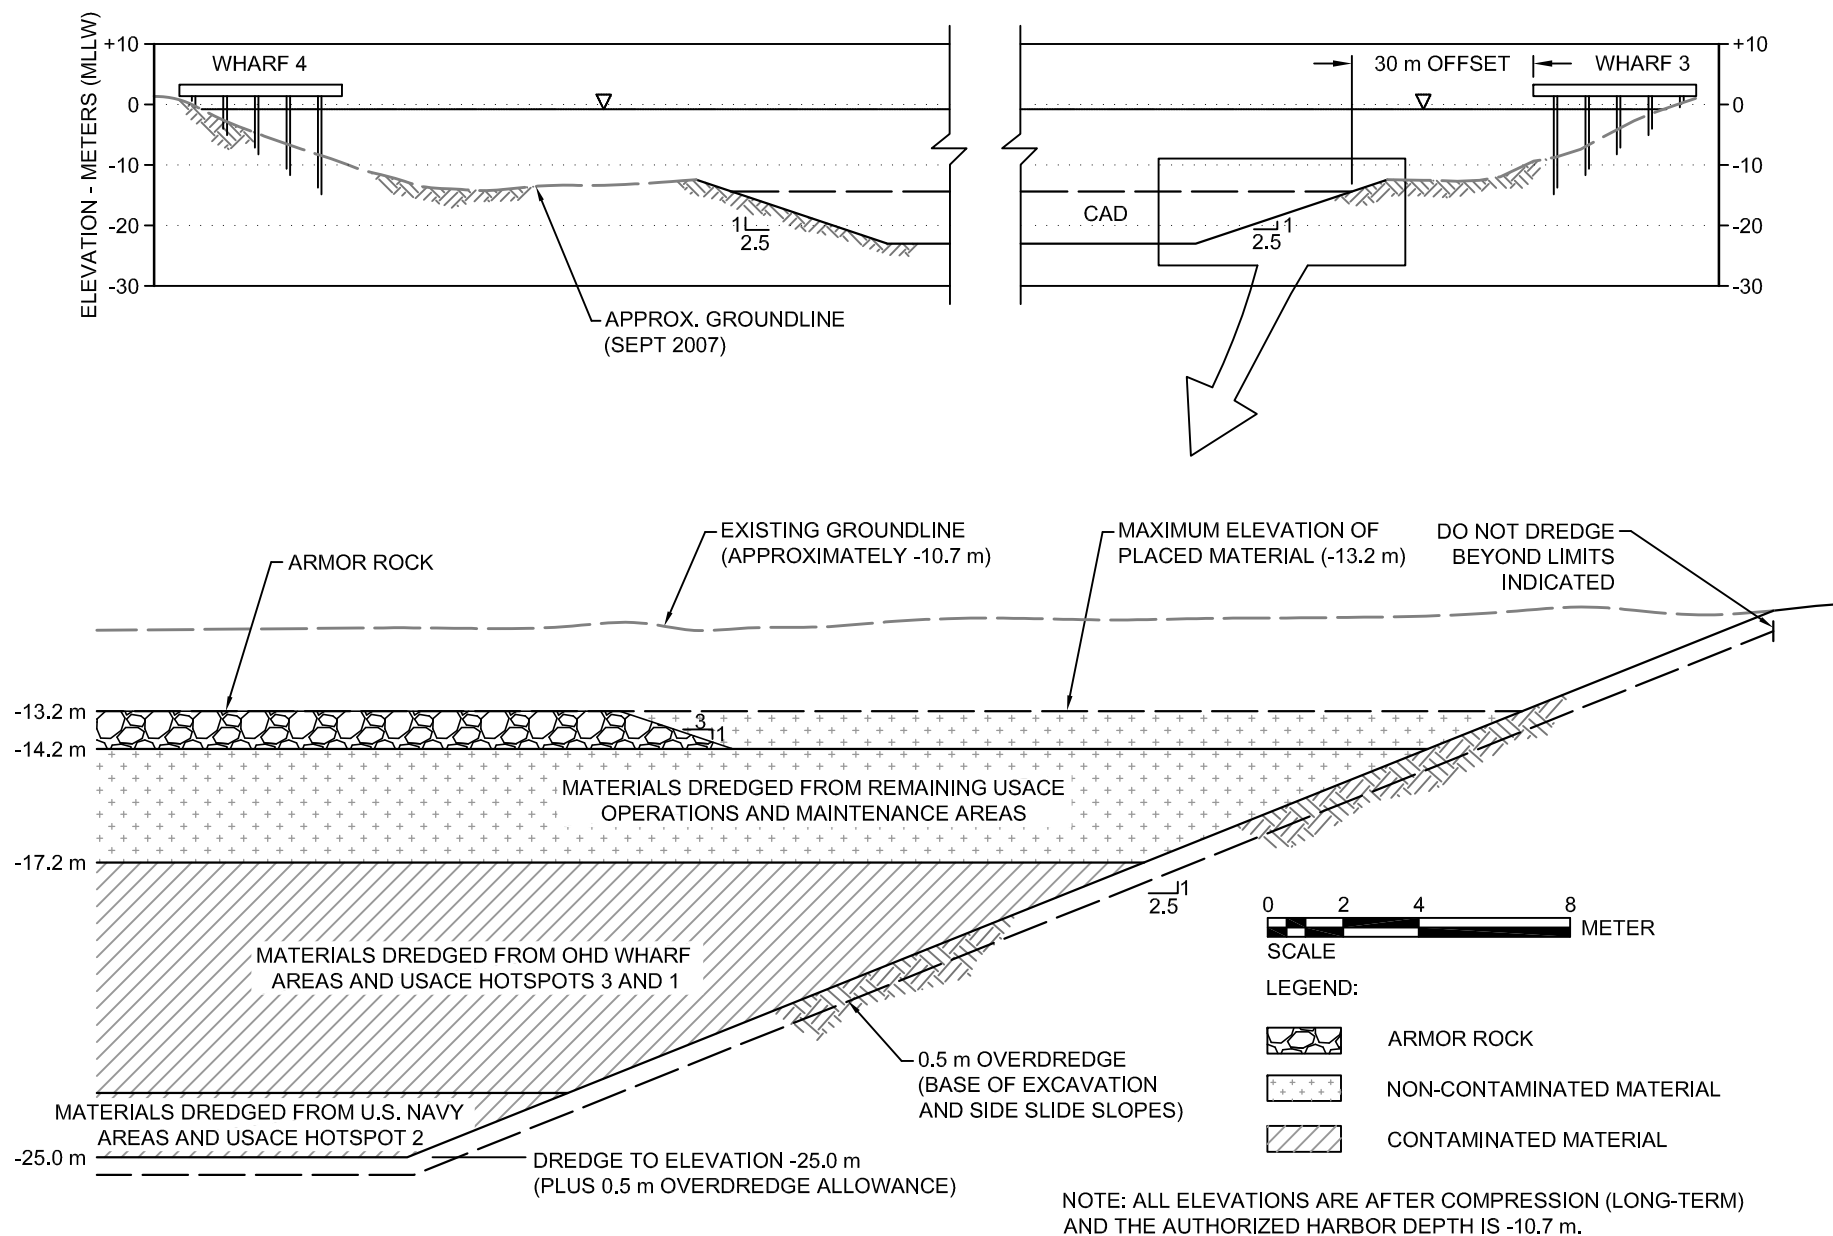 ELEVATION - METERS (MLLW)
+10
0
-10
-20
-30
WHARF 4
30 m OFFSET
WHARF 3
+10
0
-10
-20
-30
CAD
1
2.5
1
2.5
APPROX. GROUNDLINE
(SEPT 2007)
ARMOR ROCK
EXISTING GROUNDLINE
(APPROXIMATELY -10.7 m)
MAXIMUM ELEVATION OF
PLACED MATERIAL (-13.2 m)
DO NOT DREDGE
BEYOND LIMITS
INDICATED
-13.2 m
-14.2 m
-17.2 m
-25.0 m
3
1
MATERIALS DREDGED FROM REMAINING USACE
OPERATIONS AND MAINTENANCE AREAS
1
2.5
MATERIALS DREDGED FROM OHD WHARF
AREAS AND USACE HOTSPOTS 3 AND 1
MATERIALS DREDGED FROM U.S. NAVY
AREAS AND USACE HOTSPOT 2
0.5 m OVERDREDGE
(BASE OF EXCAVATION
AND SIDE SLIDE SLOPES)
DREDGE TO ELEVATION -25.0 m
(PLUS 0.5 m OVERDREDGE ALLOWANCE)
0 2 4 8
METER
SCALE
LEGEND:
ARMOR ROCK
NON-CONTAMINATED MATERIAL
CONTAMINATED MATERIAL
NOTE: ALL ELEVATIONS ARE AFTER COMPRESSION (LONG-TERM)
AND THE AUTHORIZED HARBOR DEPTH IS -10.7 m.